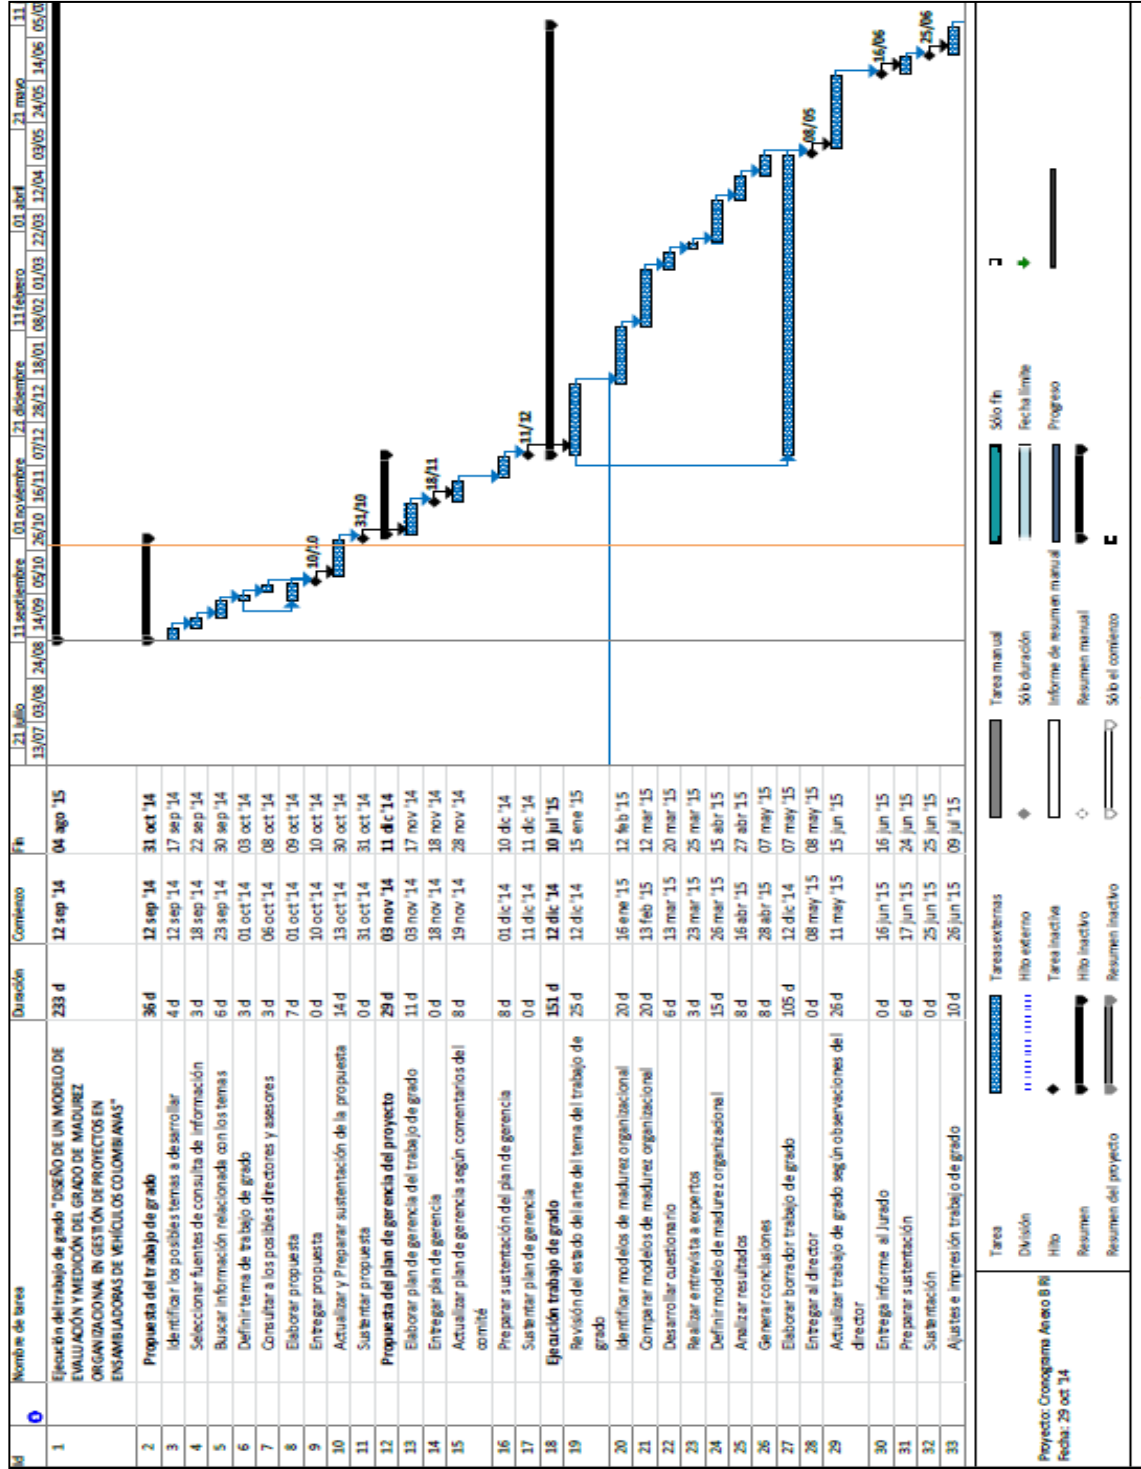 Id Nombre de tarea Duración Comienzo Fin
21 julio 11 septiembre 01 noviembre 21 diciembre 11 febrero 01 abril 21 mayo 11
13/07 03/08 24/08 14/09 05/10 26/10 16/11 07/12 28/12 18/01 08/02 01/03 22/03 12/04 03/05 24/05 14/06 05/07
1 Ejecución del trabajo de grado "DISEÑO DE UN MODELO DE 233 d 12 sep '14 04 ago '15
EVALUACIÓN Y MEDICIÓN DEL GRADO DE MADUREZ
ORGANIZACIONAL EN GESTIÓN DE PROYECTOS EN
ENSAMBLADORAS DE VEHÍCULOS COLOMBIANAS"
2 Propuesta del trabajo de grado 36 d 12 sep '14 31 oct '14
3 Identificar los posibles temas a desarrollar 4 d 12 sep '14 17 sep '14
4 Seleccionar fuentes de consulta de información 3 d 18 sep '14 22 sep '14
5 Buscar información relacionada con los temas 6 d 23 sep '14 30 sep '14
6 Definir tema de trabajo de grado 3 d 01 oct '14 03 oct '14
7 Consultar a los posibles directores y asesores 3 d 06 oct '14 08 oct '14
8 Elaborar propuesta 7 d 01 oct '14 09 oct '14
9 Entregar propuesta 0 d 10 oct '14 10 oct '14 10/10
10 Actualizar y Preparar sustentación de la propuesta 14 d 13 oct '14 30 oct '14
11 Sustentar propuesta 0 d 31 oct '14 31 oct '14 31/10
12 Propuesta del plan de gerencia del proyecto 29 d 03 nov '14 11 dic '14
13 Elaborar plan de gerencia del trabajo de grado 11 d 03 nov '14 17 nov '14
14 Entregar plan de gerencia 0 d 18 nov '14 18 nov '14 18/11
15 Actualizar plan de gerencia según comentarios del 8 d 19 nov '14 28 nov '14
comité
16 Preparar sustentación del plan de gerencia 8 d 01 dic '14 10 dic '14
17 Sustentar plan de gerencia 0 d 11 dic '14 11 dic '14 11/12
18 Ejecución trabajo de grado 151 d 12 dic '14 10 jul '15
19 Revisión del estado del arte del tema del trabajo de 25 d 12 dic '14 15 ene '15
grado
20 Identificar modelos de madurez organizacional 20 d 16 ene '15 12 feb '15
21 Comparar modelos de madurez organizacional 20 d 13 feb '15 12 mar '15
22 Desarrollar cuestionario 6 d 13 mar '15 20 mar '15
23 Realizar entrevista a expertos 3 d 23 mar '15 25 mar '15
24 Definir modelo de madurez organizacional 15 d 26 mar '15 15 abr '15
25 Analizar resultados 8 d 16 abr '15 27 abr '15
26 Generar conclusiones 8 d 28 abr '15 07 may '15
27 Elaborar borrador trabajo de grado 105 d 12 dic '14 07 may '15
28 Entregar al director 0 d 08 may '15 08 may '15 08/05
29 Actualizar trabajo de grado según observaciones del 26 d 11 may '15 15 jun '15
director
30 Entrega informe al Jurado 0 d 16 jun '15 16 jun '15 16/06
31 Preparar sustentación 6 d 17 jun '15 24 jun '15
32 Sustentación 0 d 25 jun '15 25 jun '15 25/06
33 Ajustes e impresión trabajo de grado 10 d 26 jun '15 09 jul '15
Proyecto: Cronograma Anexo B RI
Fecha: 29 oct '14
Tarea Tareas externas Tarea manual Sólo fin
División Hito externo Sólo duración Fecha límite
Hito Tarea inactiva Informe de resumen manual Progreso
Resumen Hito inactivo Resumen manual
Resumen del proyecto Resumen inactivo Sólo el comienzo